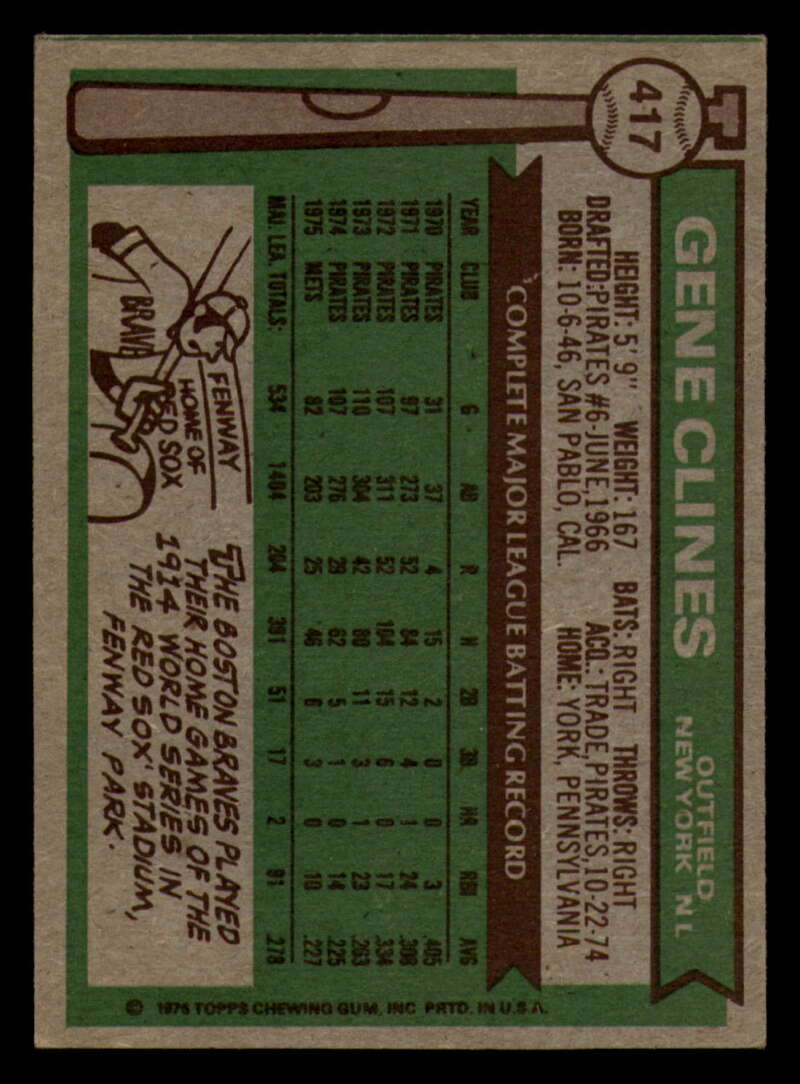 417
GENE CLINES
OUTFIELD
NEW YORK NL
HEIGHT: 5' 9" WEIGHT: 167 BATS: RIGHT THROWS: RIGHT
DRAFTED: PIRATES #6-JUNE, 1966 ACQ.: TRADE, PIRATES, 10-22-74
BORN: 10-6-46, SAN PABLO, CAL. HOME: YORK, PENNSYLVANIA
COMPLETE MAJOR LEAGUE BATTING RECORD
YEAR CLUB G AB R H 2B 3B HR RBI AVG
1970 PIRATES 31 37 4 15 2 0 0 3 .405
1971 PIRATES 97 273 52 84 12 4 1 24 .308
1972 PIRATES 107 311 52 104 15 6 0 17 .334
1973 PIRATES 110 304 42 80 11 3 1 23 .263
1974 PIRATES 107 276 29 62 5 1 0 14 .225
1975 METS 82 203 25 46 6 3 0 10 .227
MAJ. LEA. TOTALS: 534 1404 204 391 51 17 2 91 .278
BRAVE
FENWAY
HOME OF
RED SOX
THE BOSTON BRAVES PLAYED
THEIR HOME GAMES OF THE
1914 WORLD SERIES IN
THE RED SOX' STADIUM,
FENWAY PARK.
© 1976 TOPPS CHEWING GUM, INC PRTD. IN U.S.A.